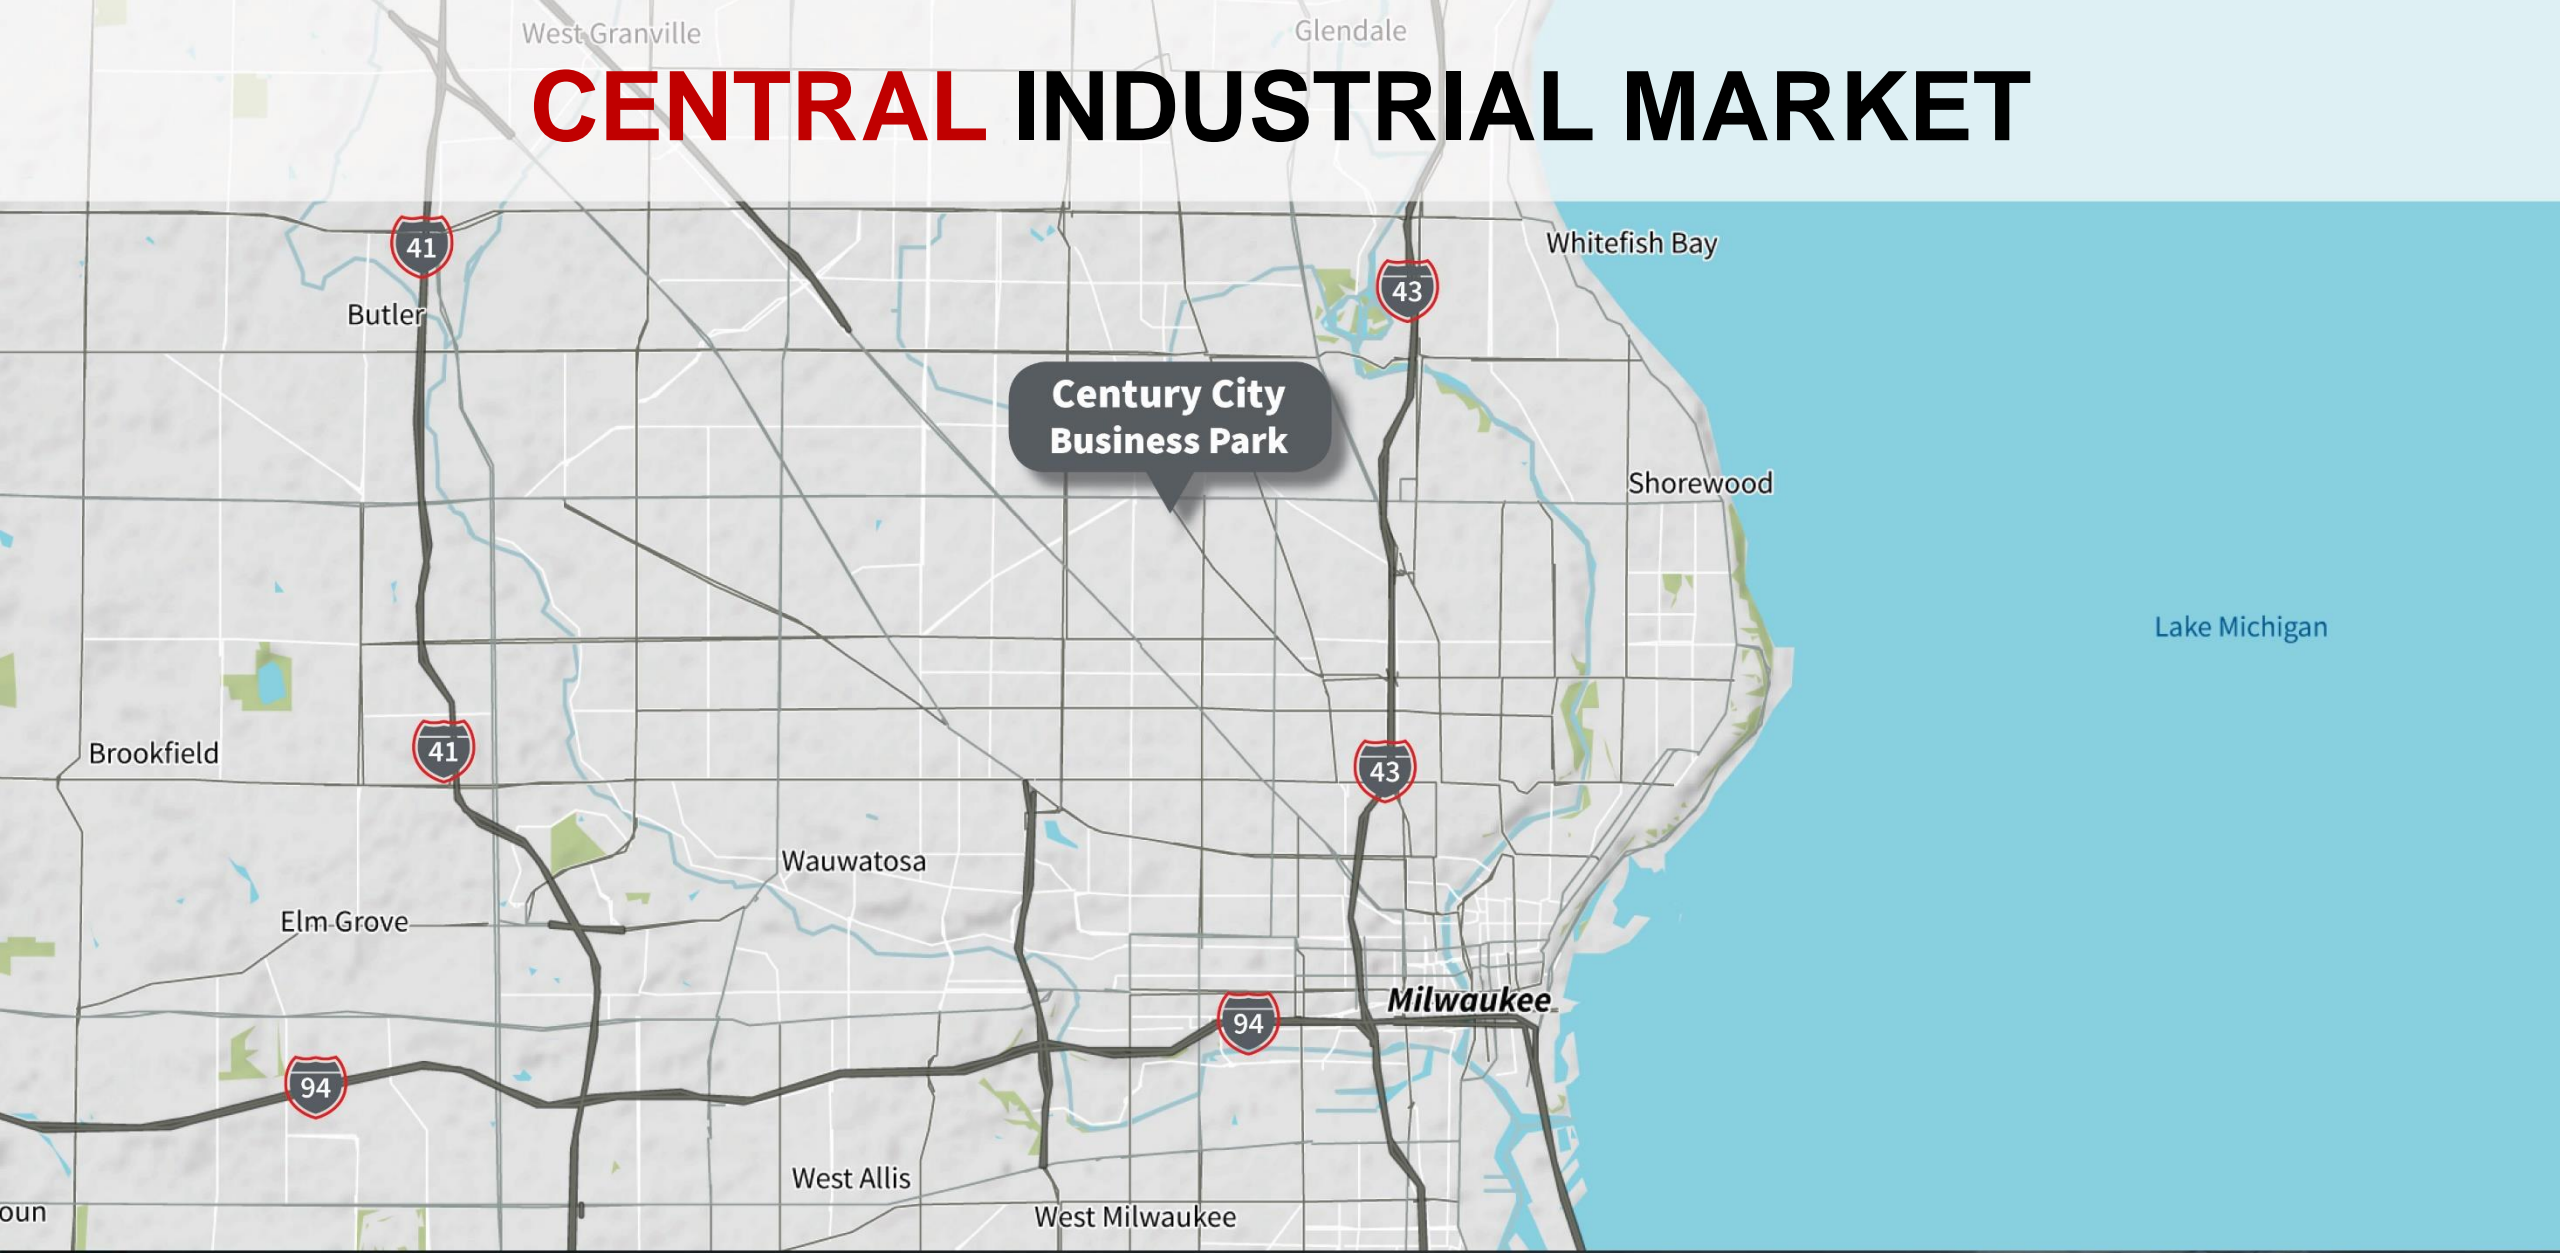 West Granville
Glendale
CENTRAL INDUSTRIAL MARKET
41
Whitefish Bay
43
Butler
Century City
Business Park
Shorewood
Lake Michigan
41
Brookfield
43
Wauwatosa
Elm Grove
Milwaukee
94
94
West Allis
oun
West Milwaukee